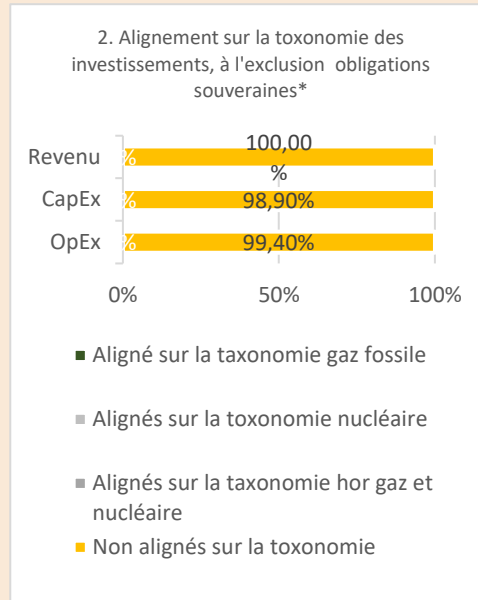 2. Alignement sur la toxonomie des
investissements, à l'exclusion obligations
souveraines*
Revenu
%
100,00
%
CapEx
%
98,90%
OpEx
%
99,40%
0%
50%
100%
Aligné sur la taxonomie gaz fossile
Alignés sur la toxonomie nucléaire
Alignés sur la taxonomie hor gaz et
nucléaire
Non alignés sur la toxonomie